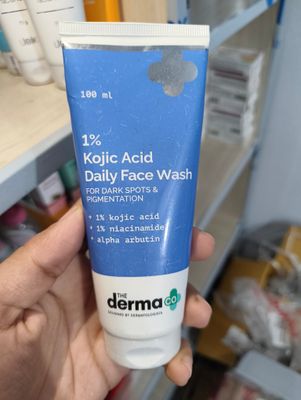 100 ml
1%
Kojic Acid
Daily Face Wash
FOR DARK SPOTS &
PIGMENTATION
• 1% kojic acid
• 1% niacinamide
• alpha arbutin
THE
derma co
DESIGNED BY DERMATOLOGISTS